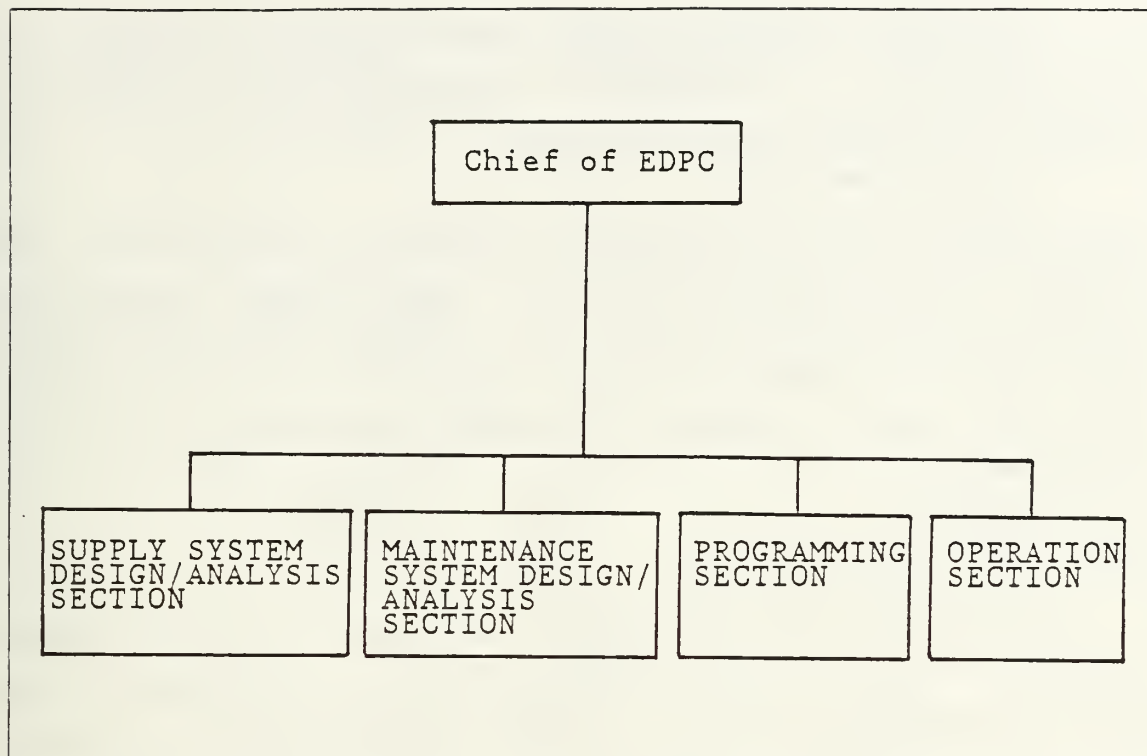 Chief of EDPC
SUPPLY SYSTEM
DESIGN/ANALYSIS
SECTION
MAINTENANCE
SYSTEM DESIGN/
ANALYSIS
SECTION
PROGRAMMING
SECTION
OPERATION
SECTION